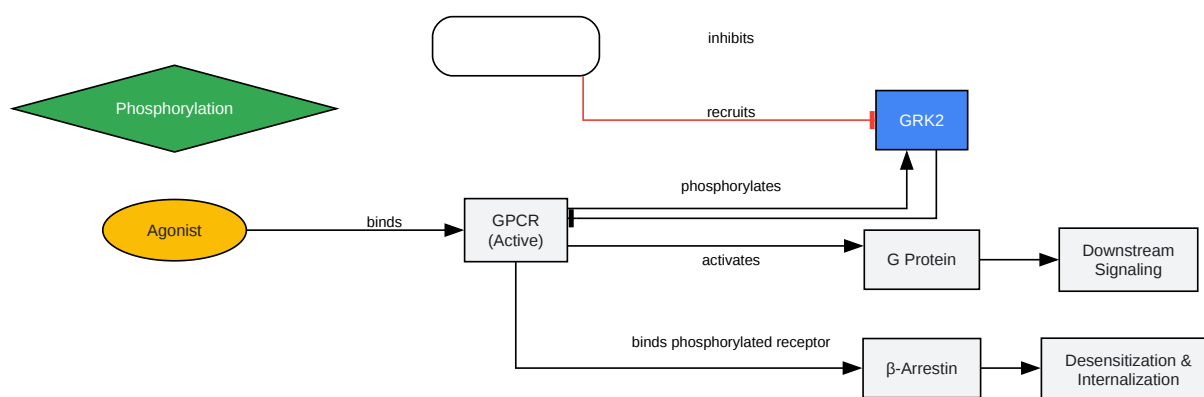 inhibits
Phosphorylation
recruits
GRK2
phosphorylates
Agonist
binds
GPCR
(Active)
activates
G Protein
Downstream
Signaling
binds phosphorylated receptor
β-Arrestin
Desensitization &
Internalization